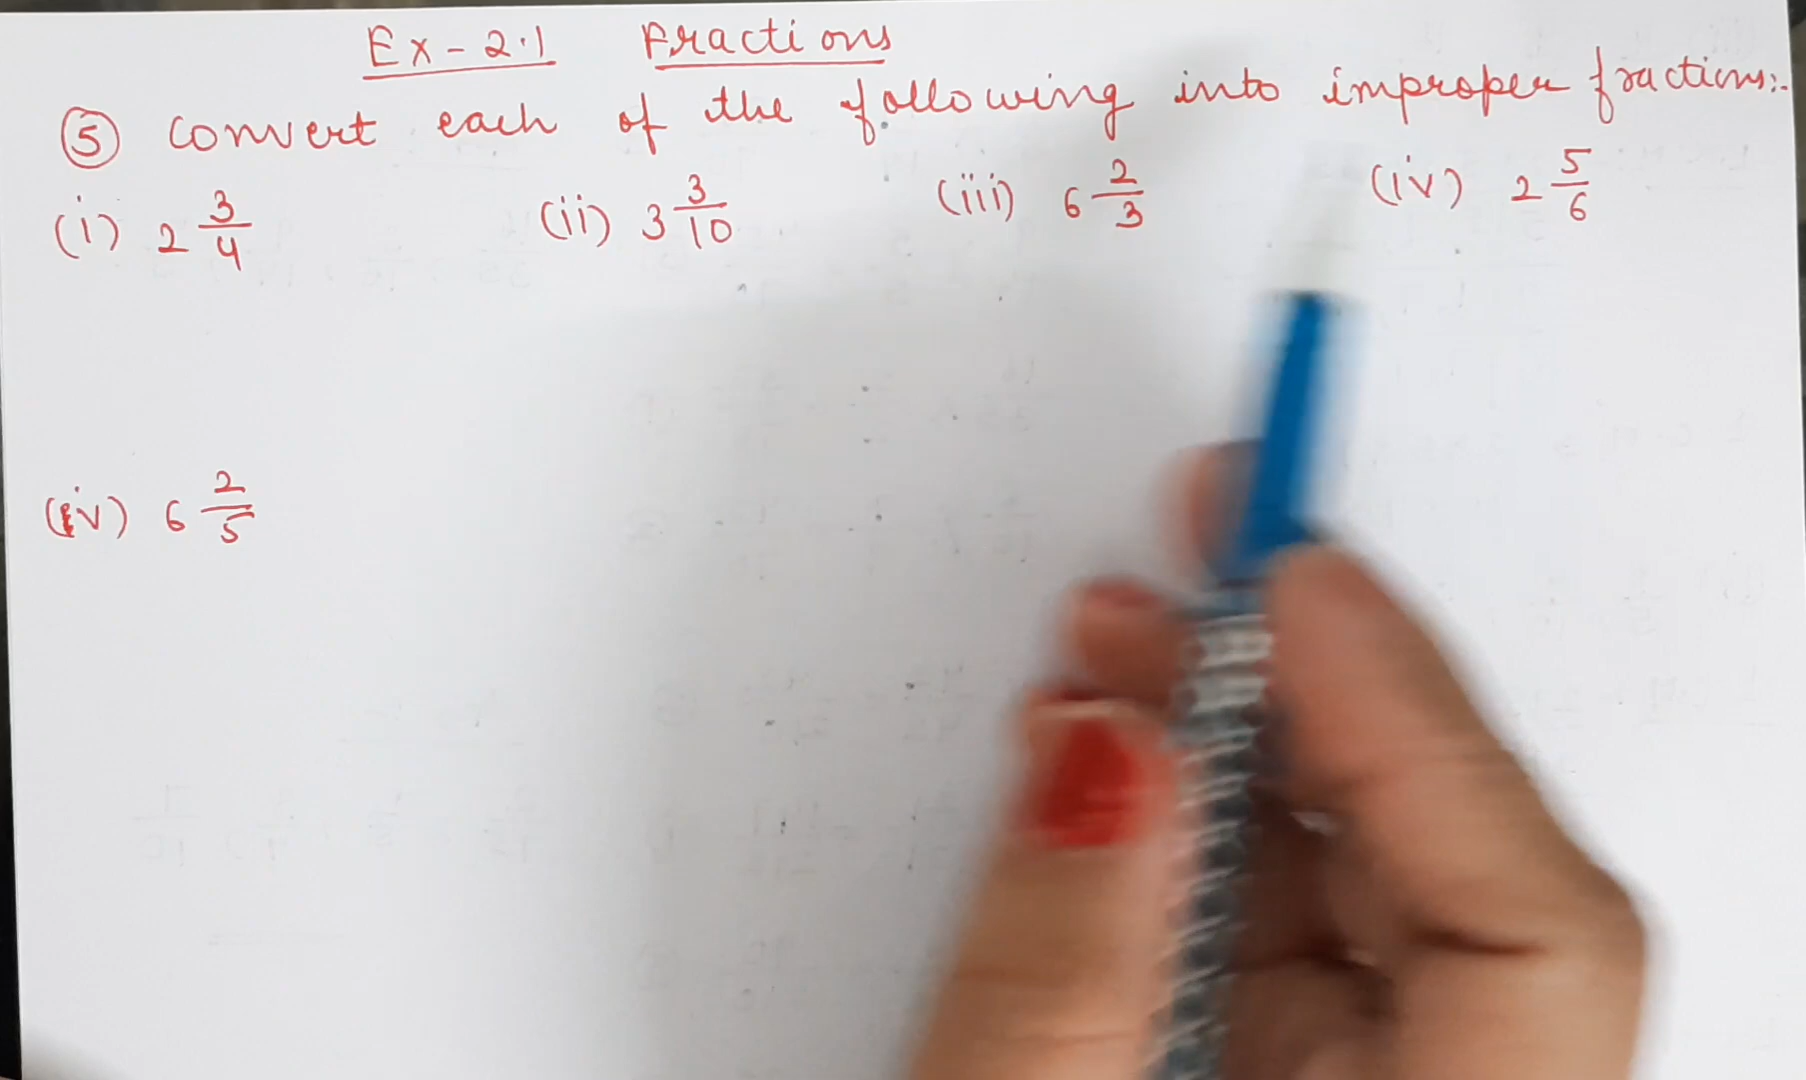 Ex-2.1 Fractions
5 Convert each of the following into improper fractions:-
(i) 2 3/4 (ii) 3 3/10 (iii) 6 2/3 (iv) 2 5/6
(iv) 6 2/5